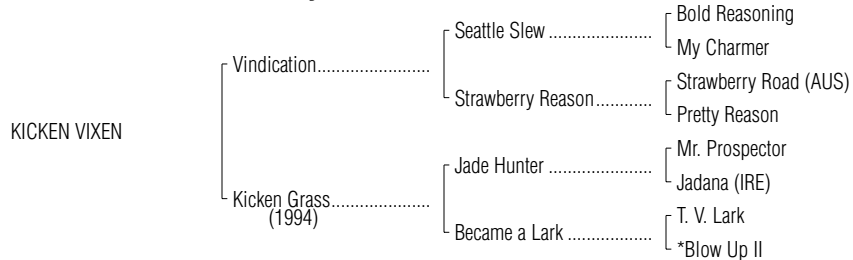 Bold Reasoning
Seattle Slew ......................
My Charmer
Vindication........................
Strawberry Road (AUS)
Strawberry Reason............
Pretty Reason
KICKEN VIXEN
Mr. Prospector
Jade Hunter ......................
Jadana (IRE)
Kicken Grass.....................
(1994)
T. V. Lark
Became a Lark ..................
*Blow Up II